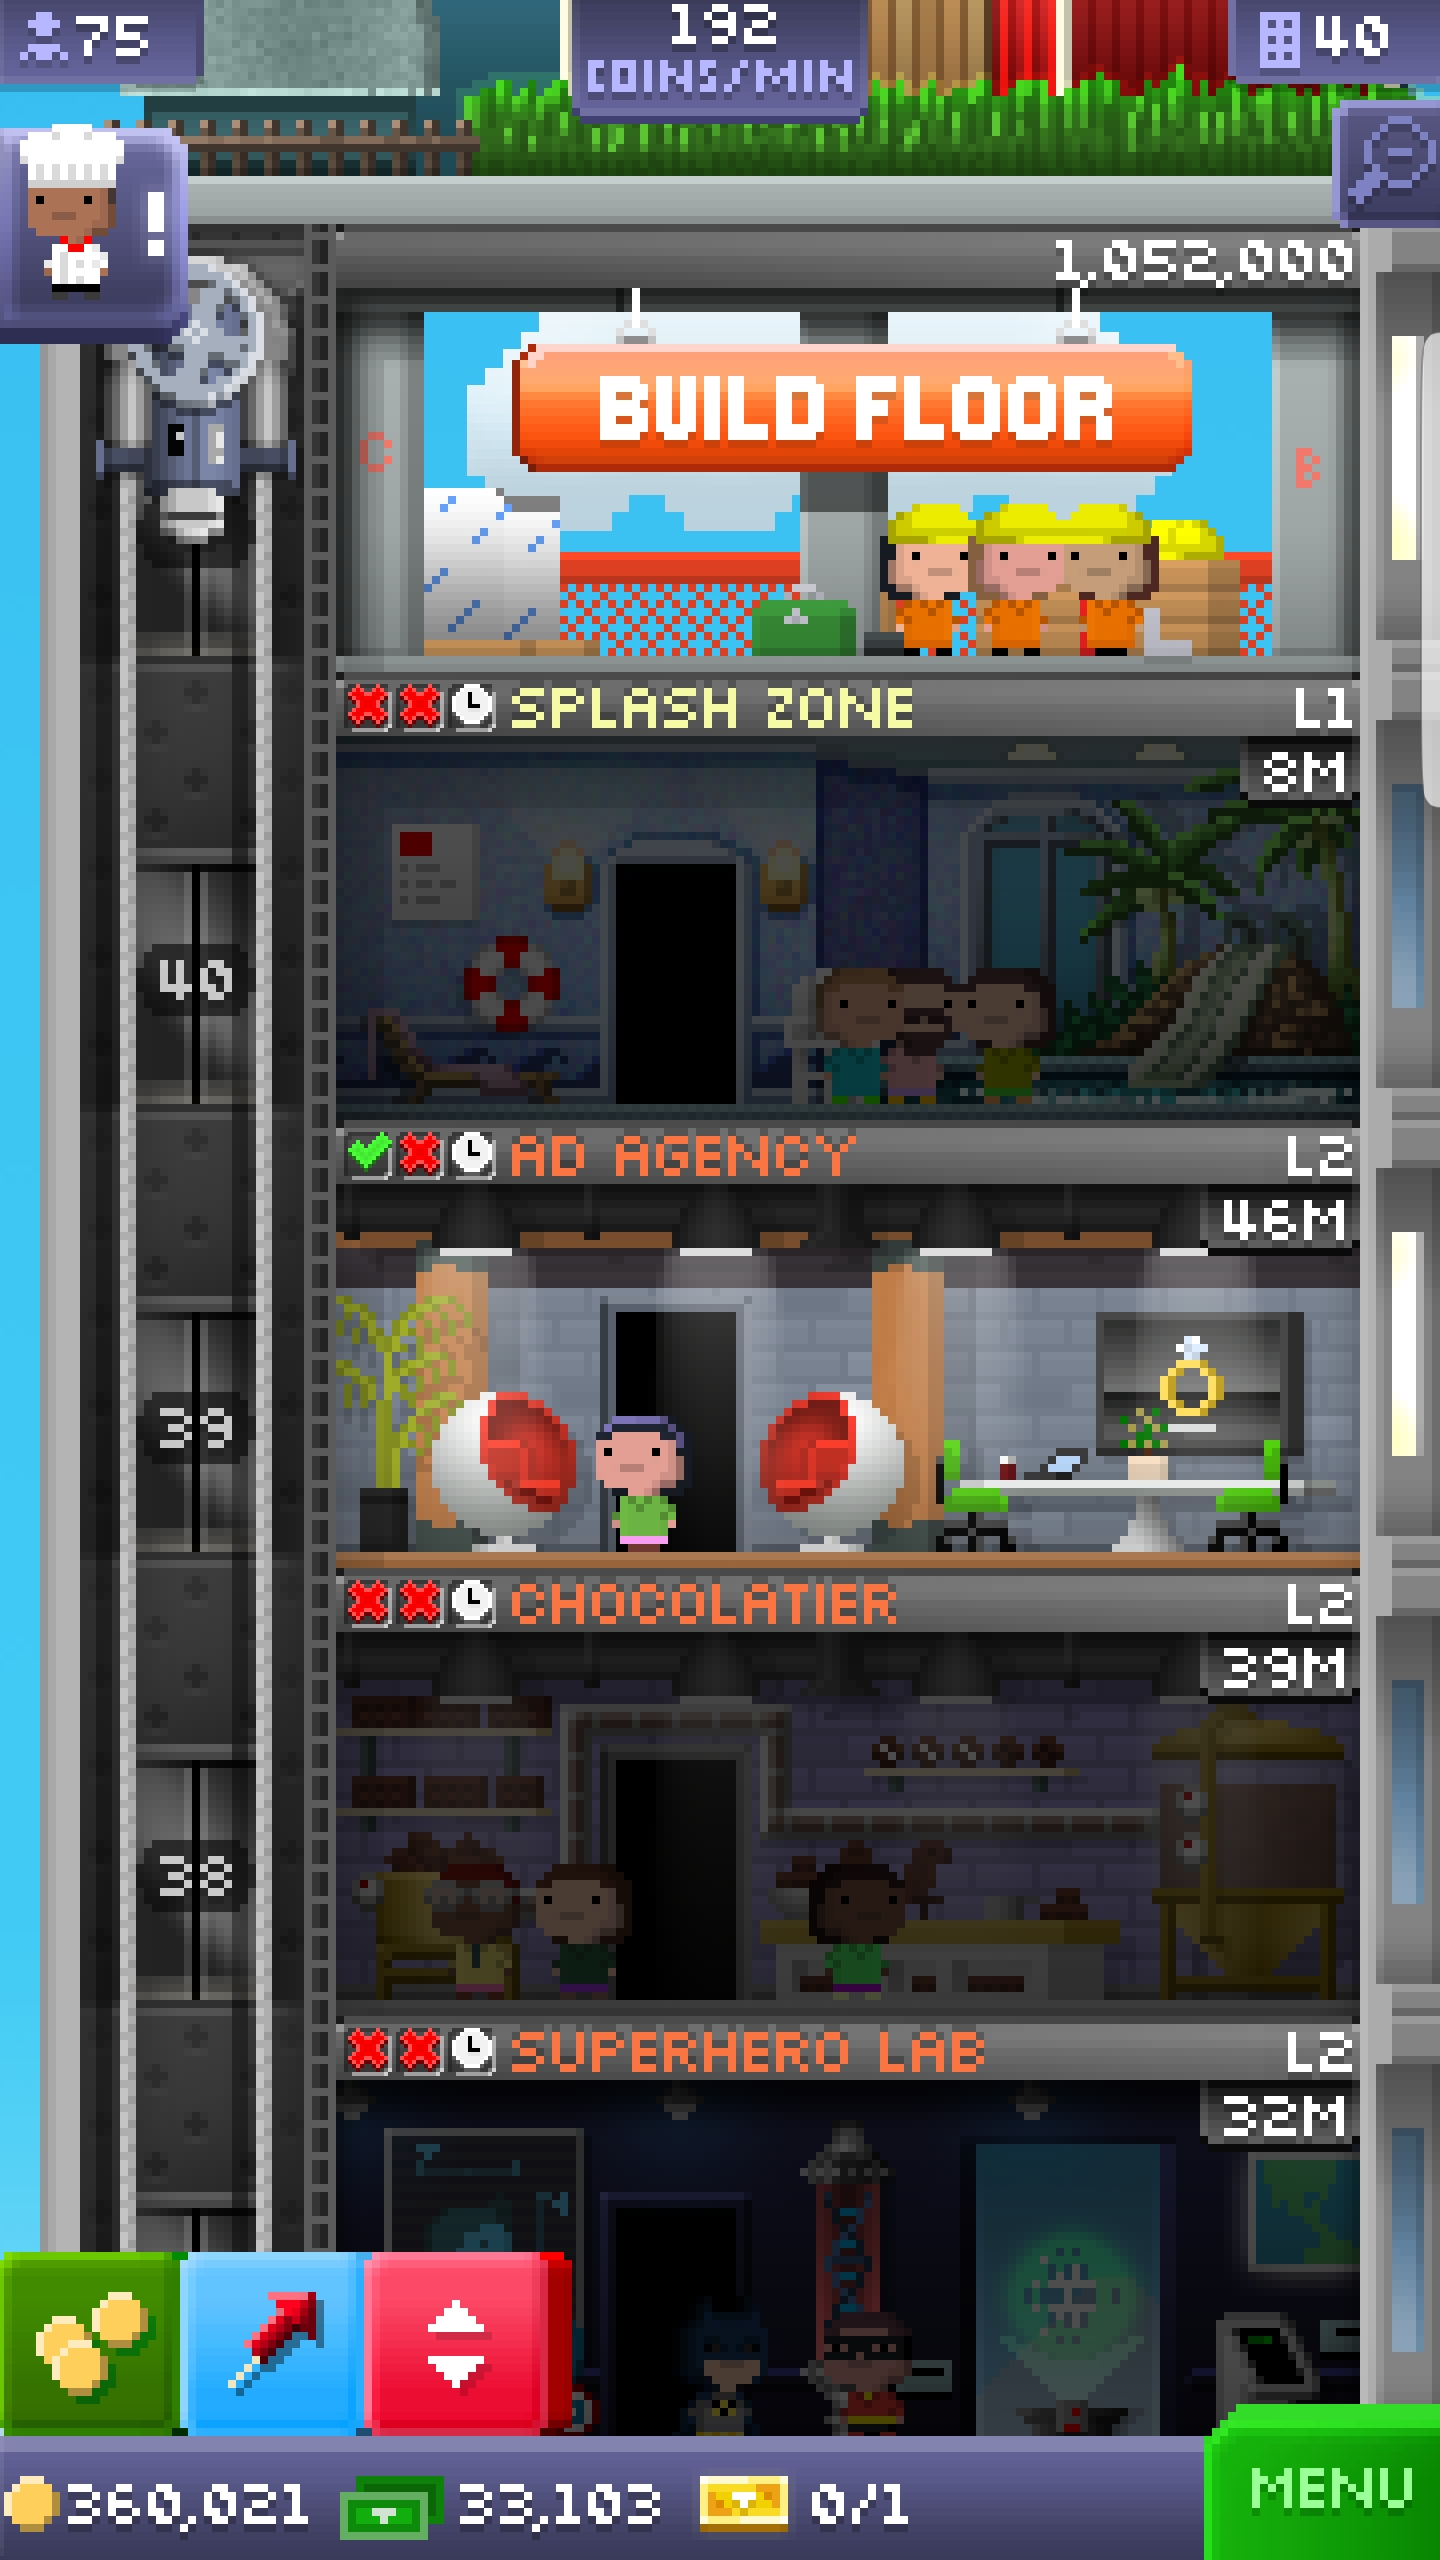 75
192
COINS/MIN
40
!
1,052,000
BUILD FLOOR
C
B
SPLASH ZONE
L1
8M
40
AD AGENCY
L2
46M
39
CHOCOLATIER
L2
39M
38
SUPERHERO LAB
L2
32M
360,021
33,103
0/1
MENU